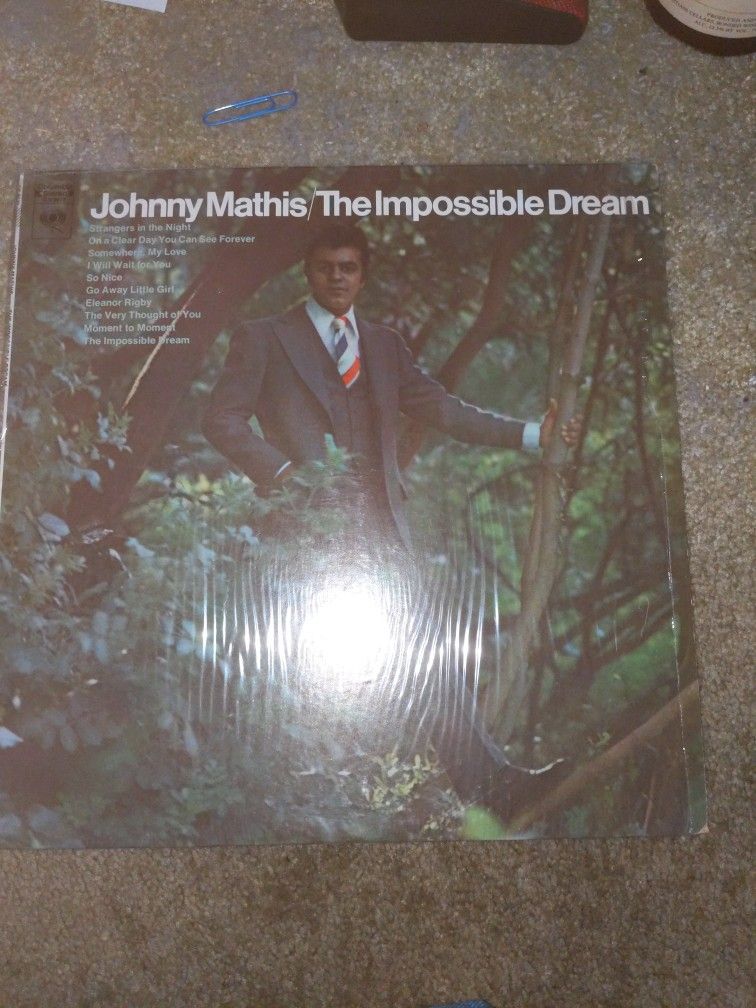 PRODUCED AND
Johnny Mathis/The Impossible Dream
Strangers in the Night
On a Clear Day You Can See Forever
Somewhere, My Love
I Will Wait for You
So Nice
Go Away Little Girl
Eleanor Rigby
The Very Thought of You
Moment to Moment
The Impossible Dream